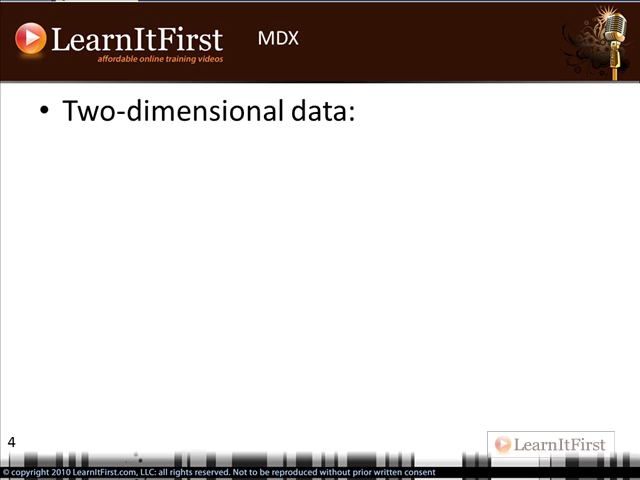 LearnItFirst
affordable online training videos
MDX
• Two-dimensional data:
4
LearnItFirst
© copyright 2010 LearnItFirst.com, LLC: all rights reserved. Not to be reproduced without prior written consent